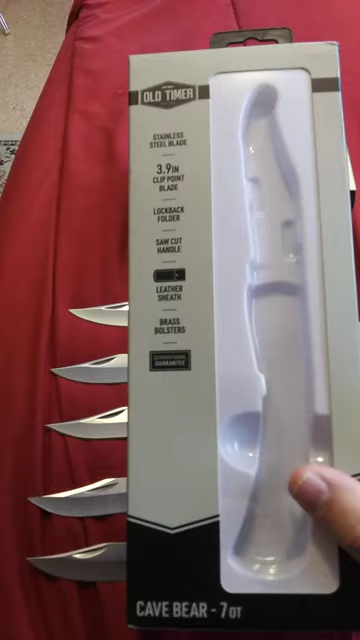 OLD TIMER
STAINLESS
STEEL BLADE
3.9IN
CLIP POINT
BLADE
LOCKBACK
FOLDER
SAW CUT
HANDLE
LEATHER
SHEATH
BRASS
BOLSTERS
GUARANTEE
CAVE BEAR - 7OT